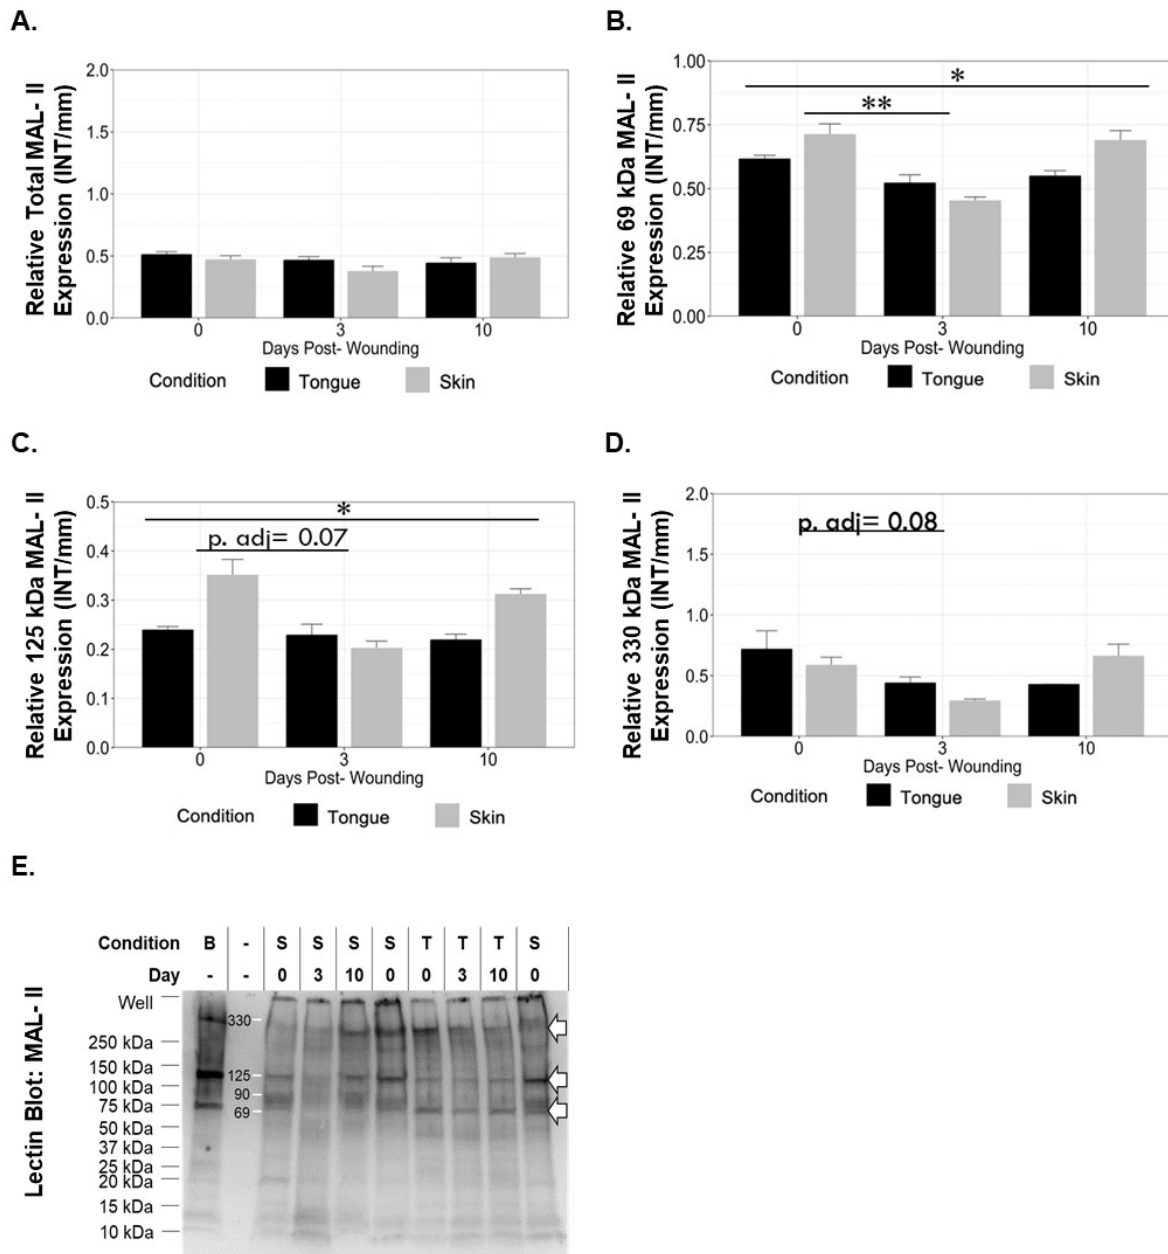 A.
Relative Total MAL- II
Expression (INT/mm)
2.0
1.5
1.0
0.5
0.0
0 3 10
Days Post- Wounding
Condition Tongue Skin
B.
Relative 69 kDa MAL- II
Expression (INT/mm)
1.00
0.75
0.50
0.25
0.00
*
**
0 3 10
Days Post- Wounding
Condition Tongue Skin
C.
Relative 125 kDa MAL- II
Expression (INT/mm)
0.5
0.4
0.3
0.2
0.1
0.0
*
p. adj= 0.07
0 3 10
Days Post- Wounding
Condition Tongue Skin
D.
Relative 330 kDa MAL- II
Expression (INT/mm)
2.0
1.5
1.0
0.5
0.0
p. adj= 0.08
0 3 10
Days Post- Wounding
Condition Tongue Skin
E.
Lectin Blot: MAL- II
Condition B - S S S S T T T S
Day - - 0 3 10 0 0 3 10 0
Well
330
250 kDa
150 kDa
125
100 kDa
90
75 kDa
69
50 kDa
37 kDa
25 kDa
20 kDa
15 kDa
10 kDa